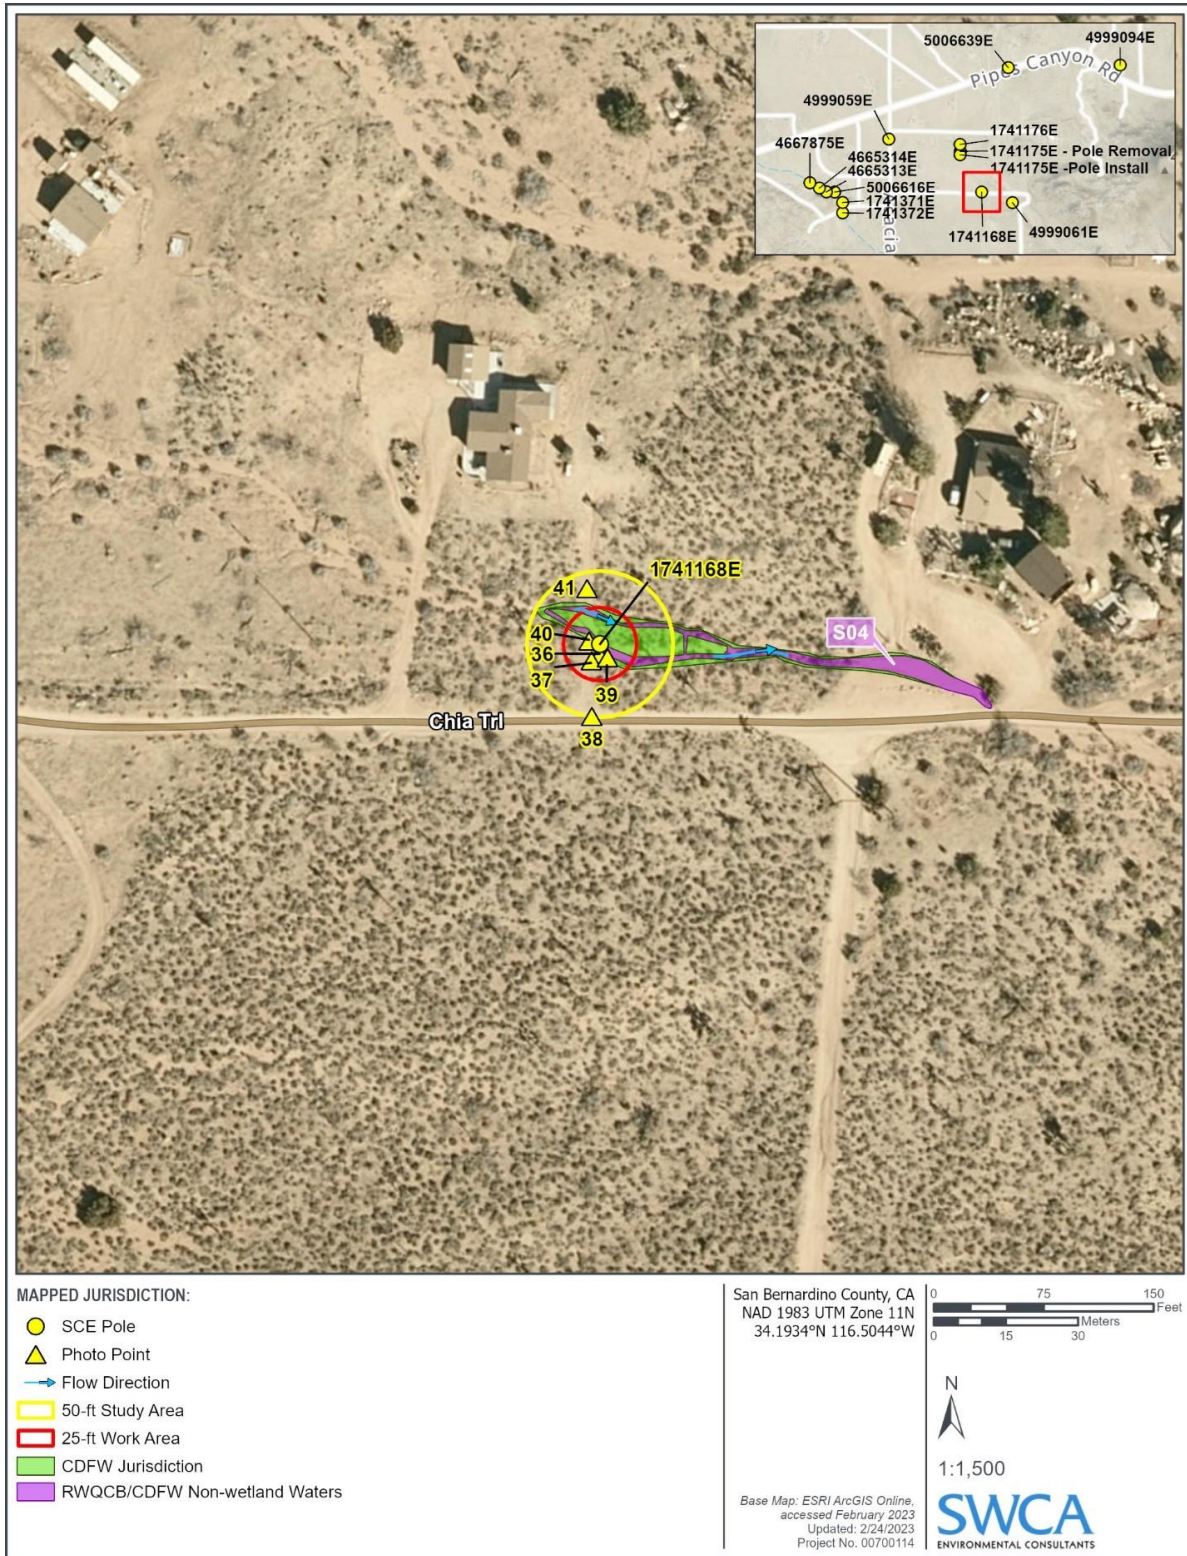 5006639E
4999094E
Pipes Canyon Rd
4999059E
1741176E
4667875E
4665314E
1741175E - Pole Removal
4665313E
1741175E -Pole Install
5006616E
1741371E
1741372E
acia
1741168E
4999061E
1741168E
41
40
36
37
39
S04
Chia Trl
38
MAPPED JURISDICTION:
SCE Pole
Photo Point
Flow Direction
50-ft Study Area
25-ft Work Area
CDFW Jurisdiction
RWQCB/CDFW Non-wetland Waters
San Bernardino County, CA
NAD 1983 UTM Zone 11N
34.1934°N 116.5044°W
Base Map: ESRI ArcGIS Online,
accessed February 2023
Updated: 2/24/2023
Project No. 00700114
0 75 150
Feet
Meters
0 15 30
N
1:1,500
SWCA
ENVIRONMENTAL CONSULTANTS